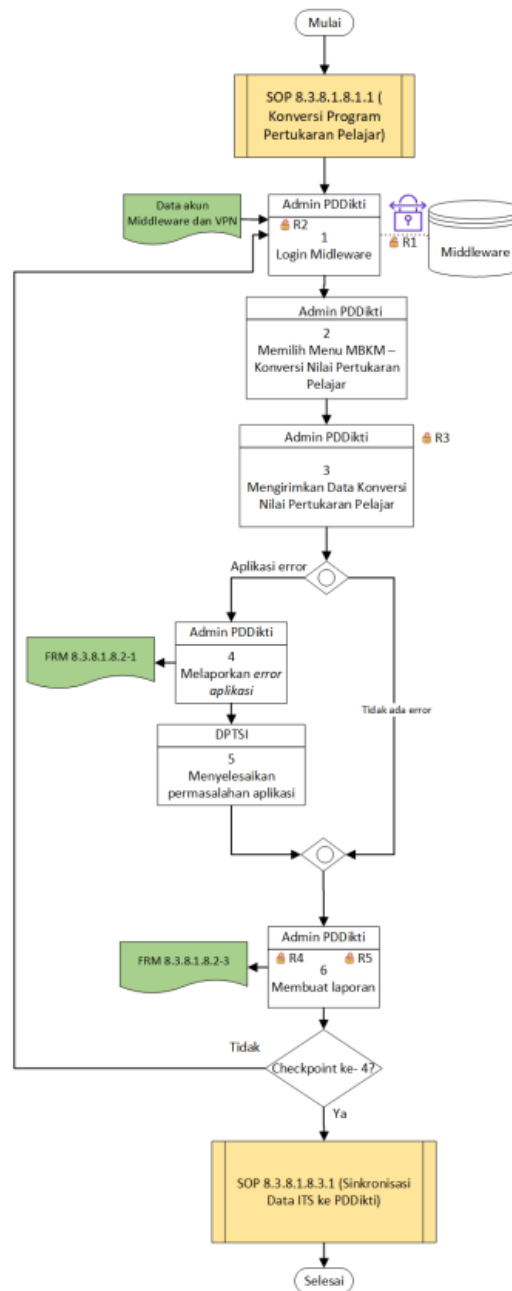 Mulai
SOP 8.3.8.1.8.1.1 (
Konversi Program
Pertukaran Pelajar)
Data akun
Middleware dan VPN
Admin PDDikti
R2
1
Login Midleware
R1
Middleware
Admin PDDikti
2
Memilih Menu MBKM –
Konversi Nilai Pertukaran
Pelajar
Admin PDDikti
R3
3
Mengirimkan Data Konversi
Nilai Pertukaran Pelajar
Aplikasi error
Admin PDDikti
FRM 8.3.8.1.8.2-1
4
Melaporkan error
aplikasi
Tidak ada error
DPTSI
5
Menyelesaikan
permasalahan aplikasi
Admin PDDikti
FRM 8.3.8.1.8.2-3
R4
R5
6
Membuat laporan
Tidak
Checkpoint ke- 4?
Ya
SOP 8.3.8.1.8.3.1 (Sinkronisasi
Data ITS ke PDDikti)
Selesai